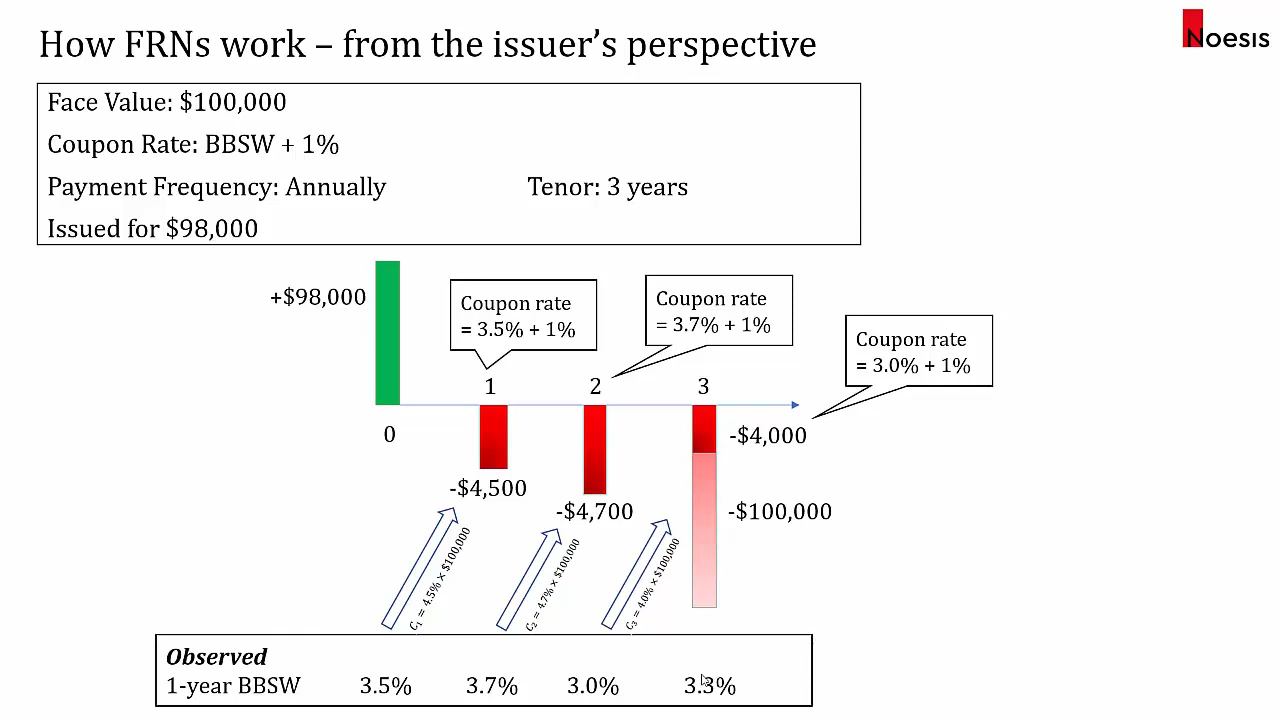 How FRNs work – from the issuer's perspective
Noesis
Face Value: $100,000
Coupon Rate: BBSW + 1%
Payment Frequency: Annually Tenor: 3 years
Issued for $98,000
+$98,000
Coupon rate
= 3.5% + 1%
Coupon rate
= 3.7% + 1%
Coupon rate
= 3.0% + 1%
1 2 3
0
-$4,000
-$4,500
-$4,700
-$100,000
C₁ = 4.5% × $100,000
C₂ = 4.7% × $100,000
C₃ = 4.0% × $100,000
Observed
1-year BBSW 3.5% 3.7% 3.0% 3.3%